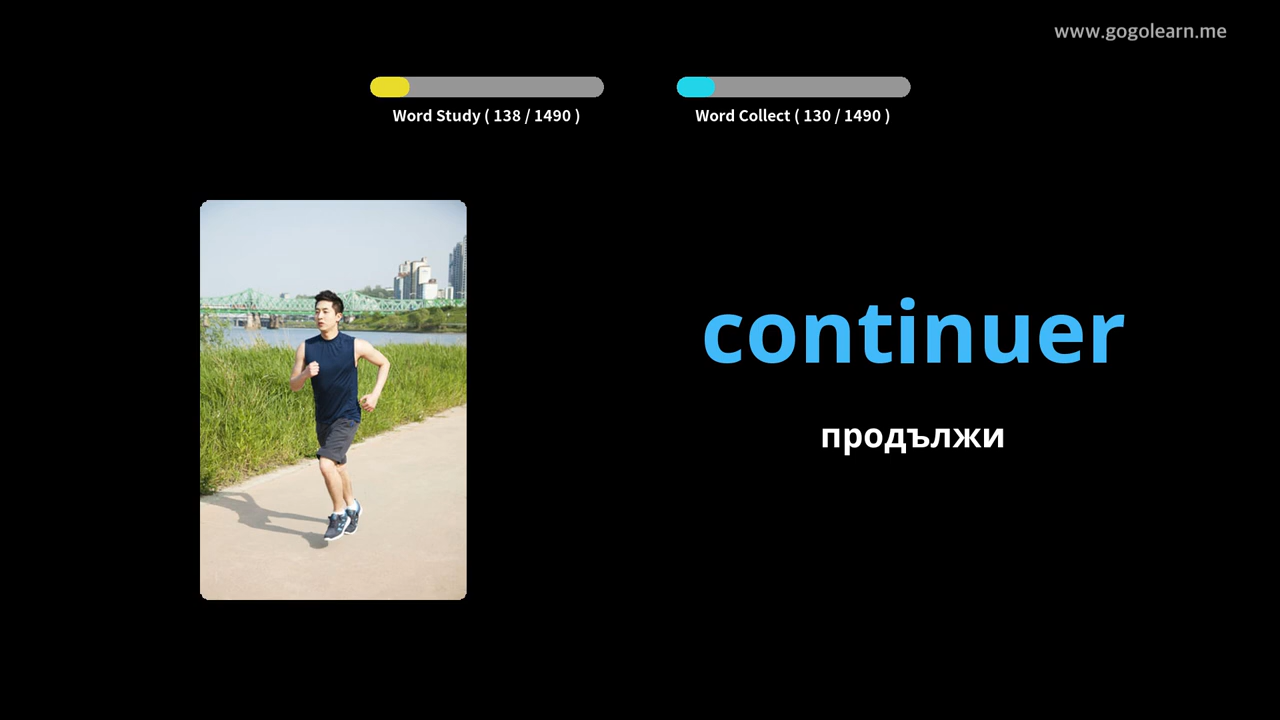 www.gogolearn.me
Word Study ( 138 / 1490 )
Word Collect ( 130 / 1490 )
continuer
продължи